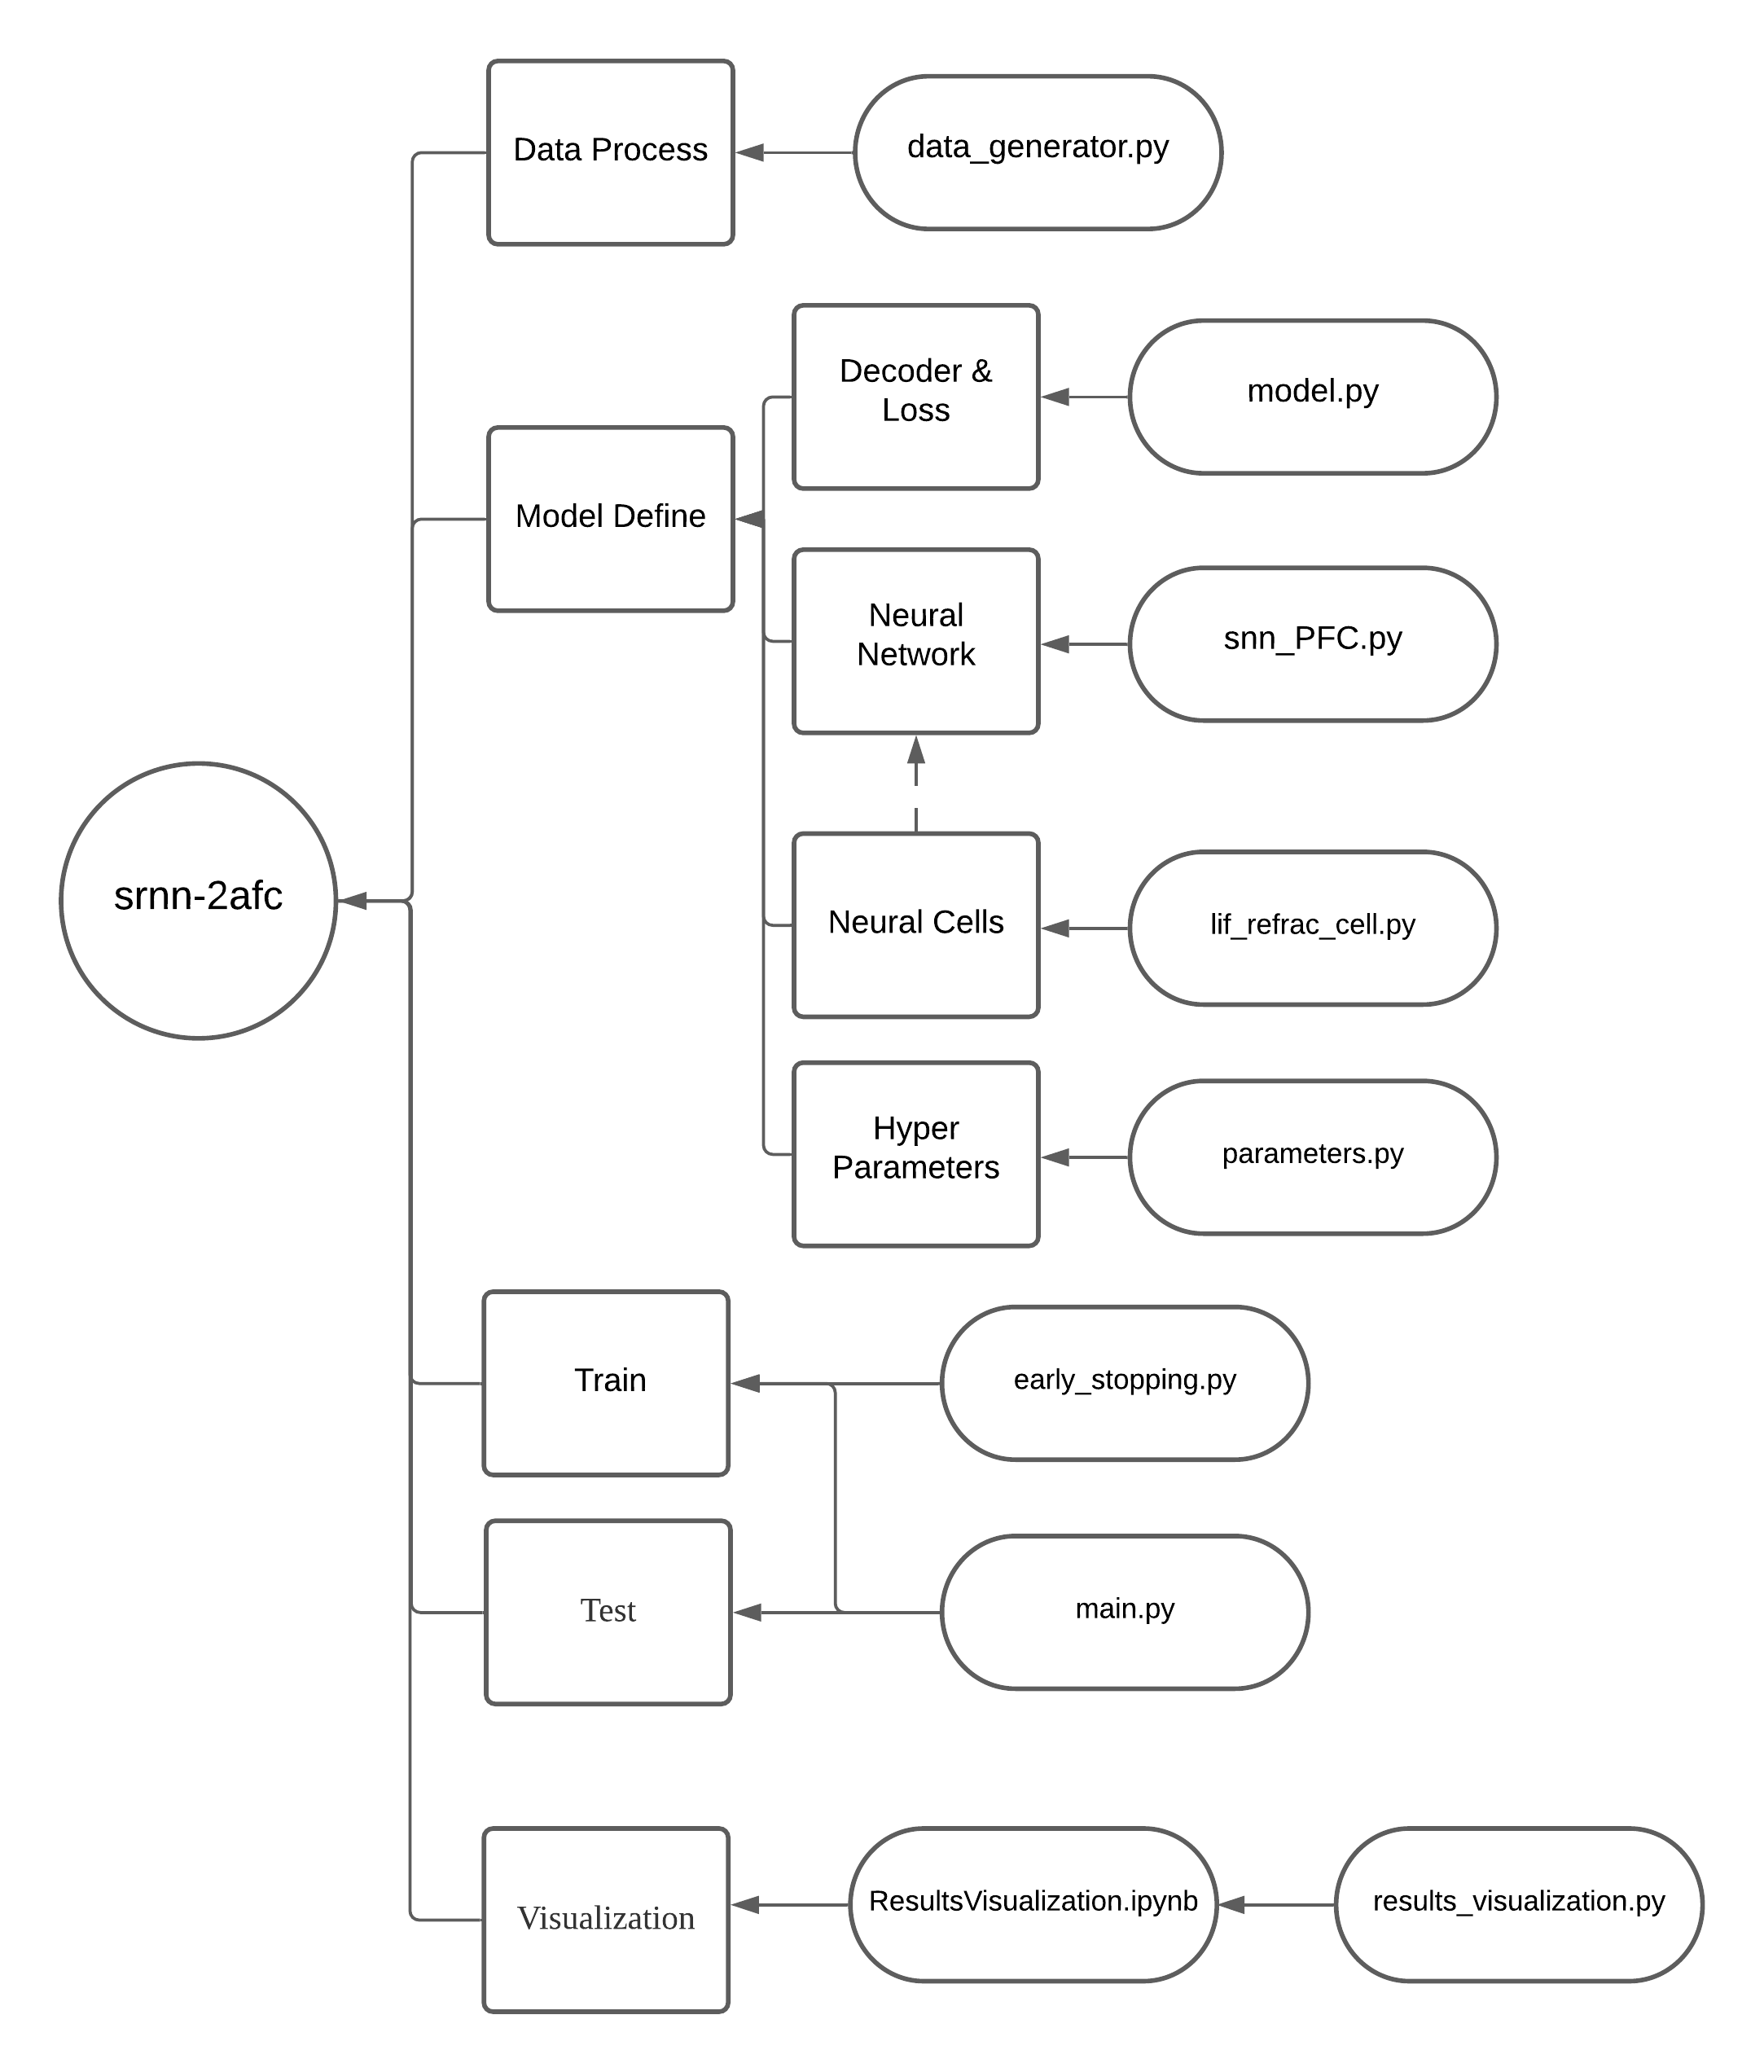 Data Process
data_generator.py
Decoder &
Loss
model.py
Model Define
Neural
Network
snn_PFC.py
srnn-2afc
Neural Cells
lif_refrac_cell.py
Hyper
Parameters
parameters.py
Train
early_stopping.py
Test
main.py
Visualization
ResultsVisualization.ipynb
results_visualization.py